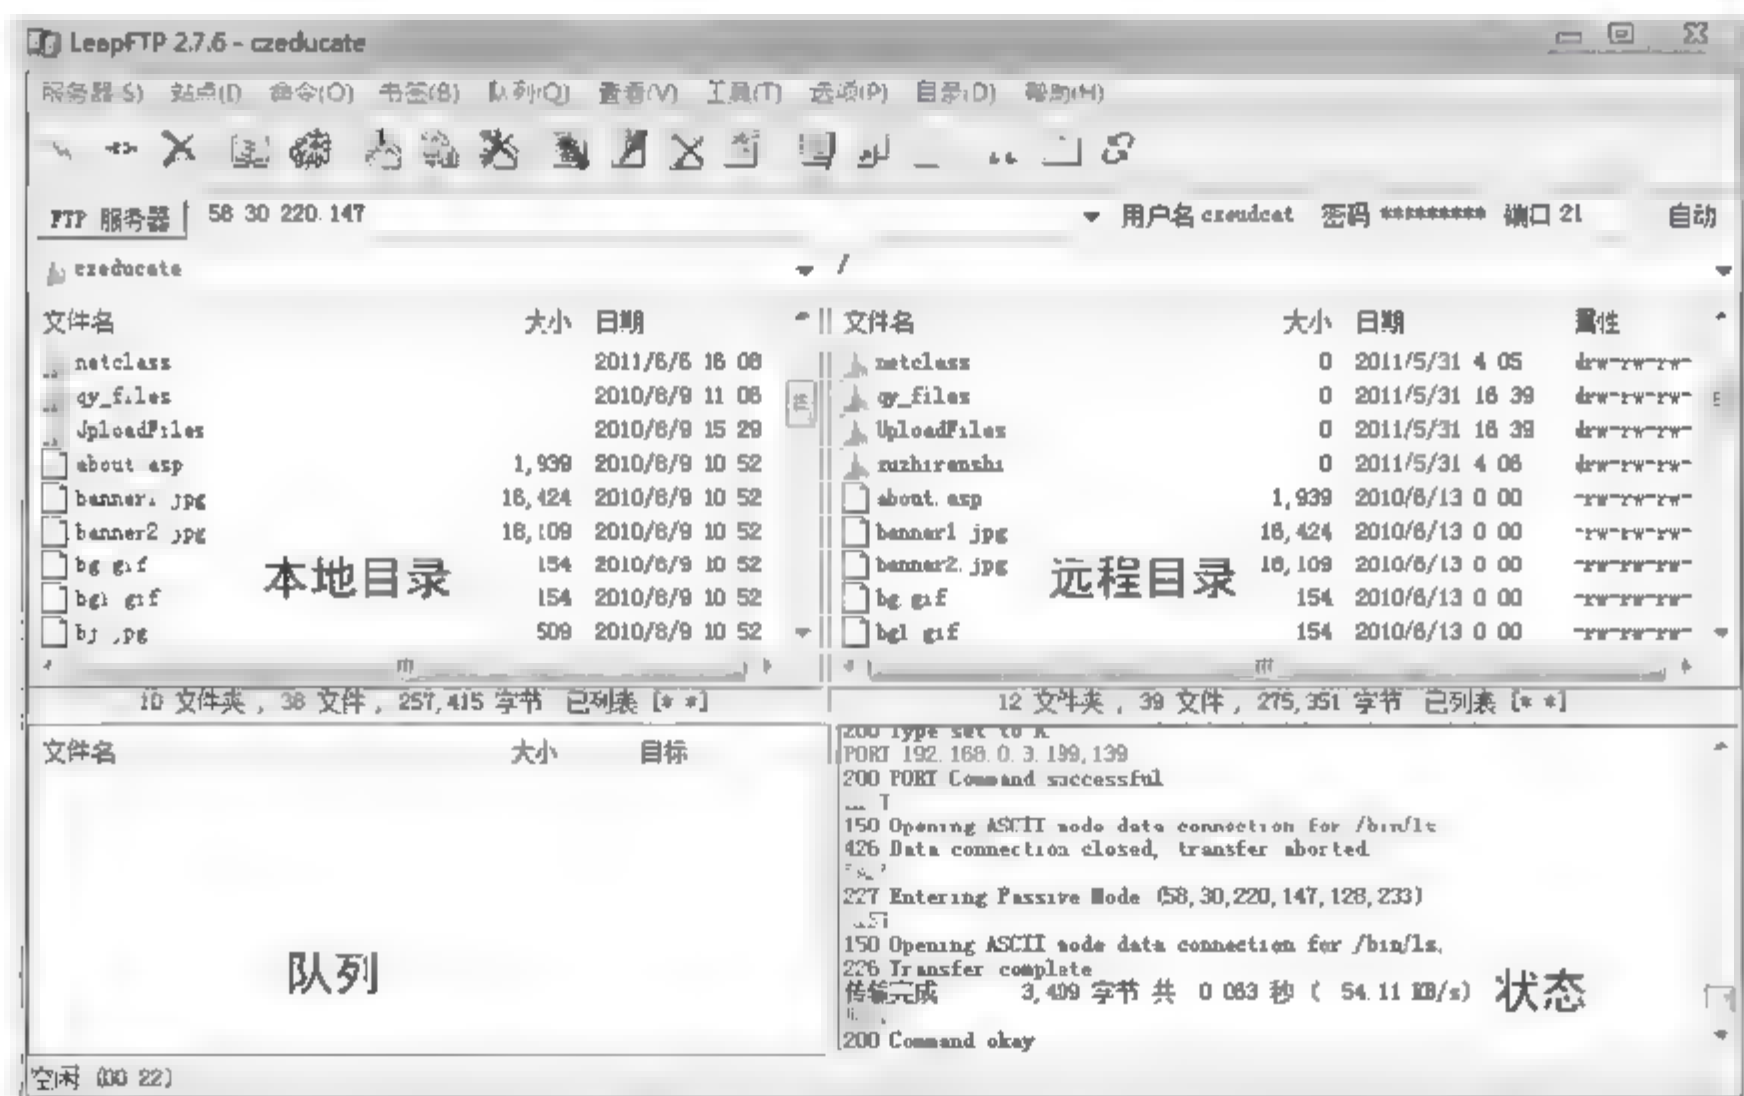 LeapFTP 2.7.6 - czeducate
服务器(S) 站点(I) 命令(O) 书签(B) 队列(Q) 查看(V) 工具(T) 选项(P) 目录(D) 帮助(H)
FTP 服务器 58 30 220.147 用户名 czeudcat 密码 ********* 端口 21 自动
czeducate /
文件名 大小 日期
netclass 2011/6/6 16 08
qy_files 2010/8/9 11 06
UploadFiles 2010/8/9 15 29
about asp 1,939 2010/8/9 10 52
banner1 jpg 16,424 2010/8/9 10 52
banner2 jpg 16,109 2010/8/9 10 52
bg gif 154 2010/8/9 10 52
bg1 gif 154 2010/8/9 10 52
bj jpg 509 2010/8/9 10 52
本地目录
10 文件夹, 38 文件, 257,415 字节 已列表 [* *]
文件名 大小 日期 属性
netclass 0 2011/5/31 4 05 drw-rw-rw-
qy_files 0 2011/5/31 16 39 drw-rw-rw-
UploadFiles 0 2011/5/31 16 39 drw-rw-rw-
ruzhirenshi 0 2011/5/31 4 06 drw-rw-rw-
about.asp 1,939 2010/6/13 0 00 -rw-rw-rw-
banner1 jpg 16,424 2010/6/13 0 00 -rw-rw-rw-
banner2.jpg 16,109 2010/6/13 0 00 -rw-rw-rw-
bg gif 154 2010/6/13 0 00 -rw-rw-rw-
bg1 gif 154 2010/6/13 0 00 -rw-rw-rw-
远程目录
12 文件夹, 39 文件, 275,351 字节 已列表 [* *]
文件名 大小 目标
队列
200 Type set to A
PORT 192.168.0.3.199,139
200 PORT Command successful
150 Opening ASCII mode data connection for /bin/ls
426 Data connection closed, transfer aborted
227 Entering Passive Mode (58,30,220,147,128,233)
150 Opening ASCII mode data connection for /bin/ls.
226 Transfer complete
传输完成 3,409 字节 共 0 063 秒 ( 54.11 KB/s)
200 Command okay
状态
空闲 (00 22)